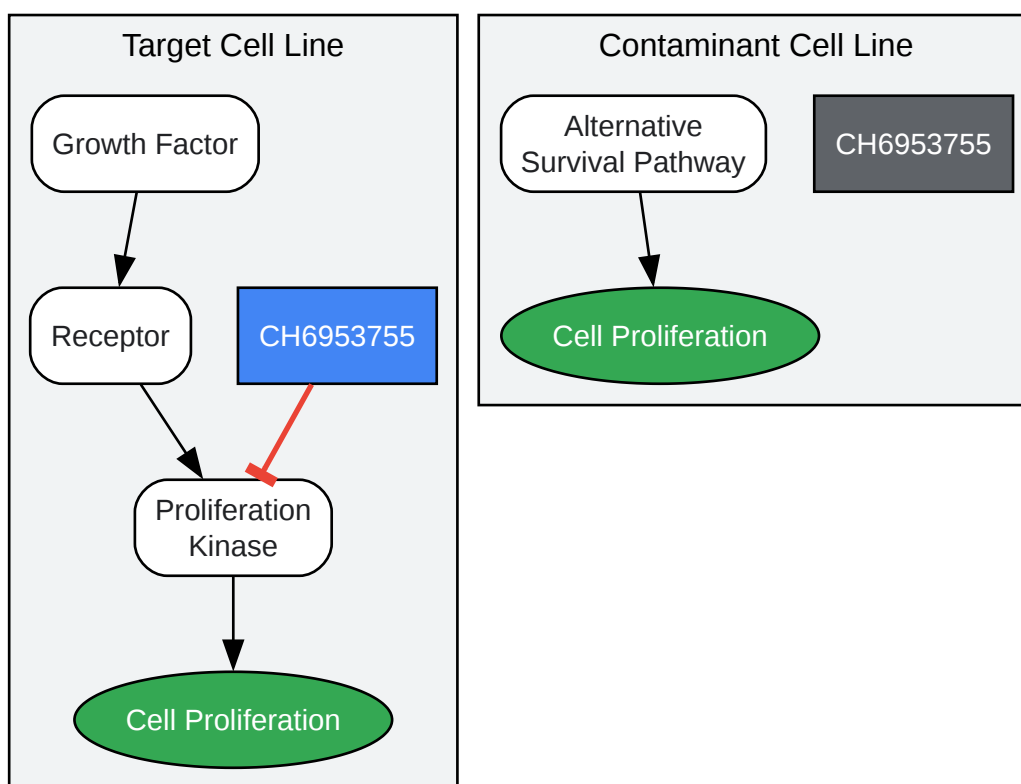 Target Cell Line
Growth Factor
Receptor
CH6953755
Proliferation
Kinase
Cell Proliferation
Contaminant Cell Line
Alternative
Survival Pathway
CH6953755
Cell Proliferation